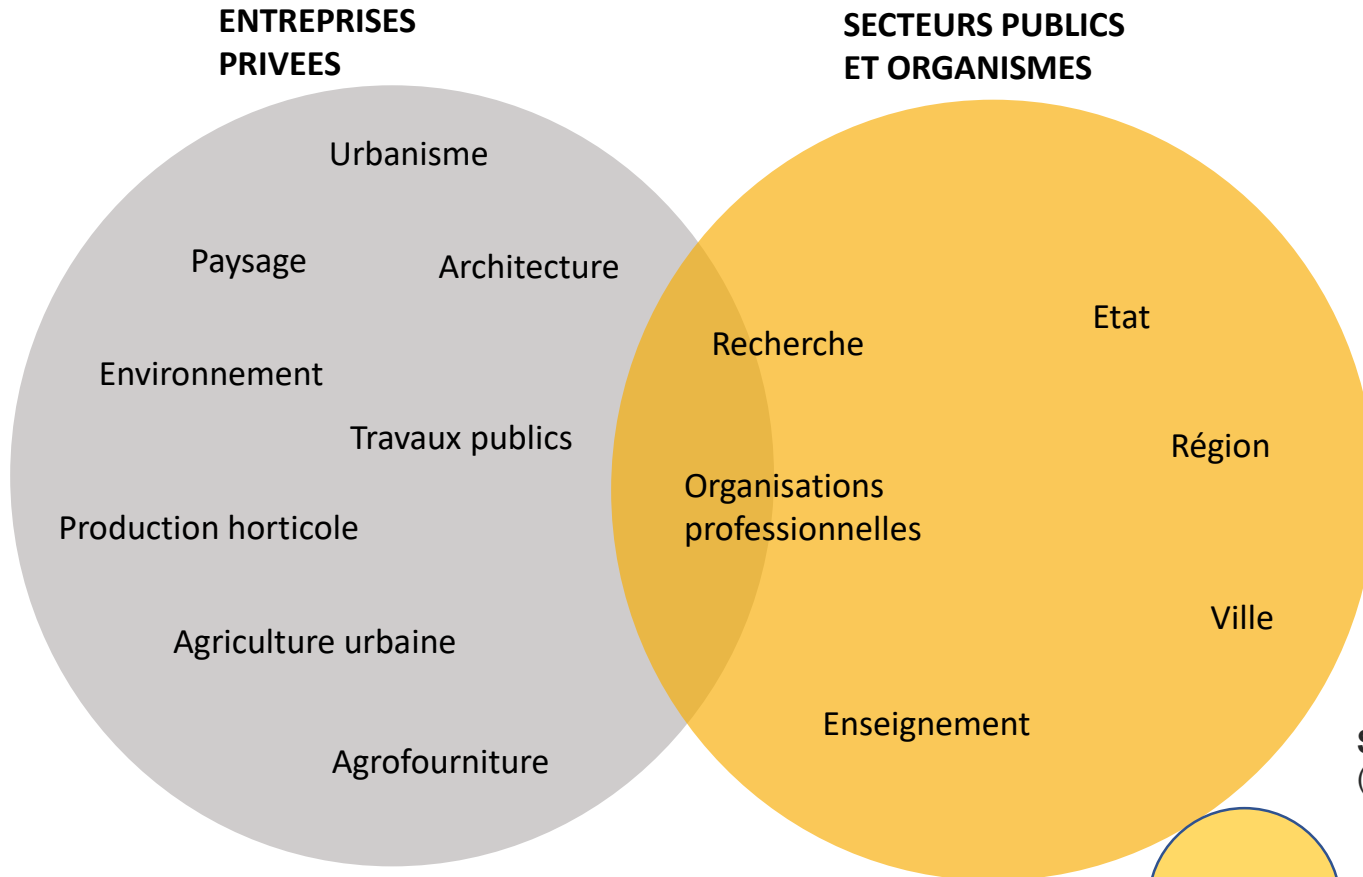 ENTREPRISES
PRIVEES
SECTEURS PUBLICS
ET ORGANISMES
Urbanisme
Paysage
Architecture
Environnement
Travaux publics
Production horticole
Agriculture urbaine
Agrofourniture
Recherche
Organisations
professionnelles
Enseignement
Etat
Région
Ville